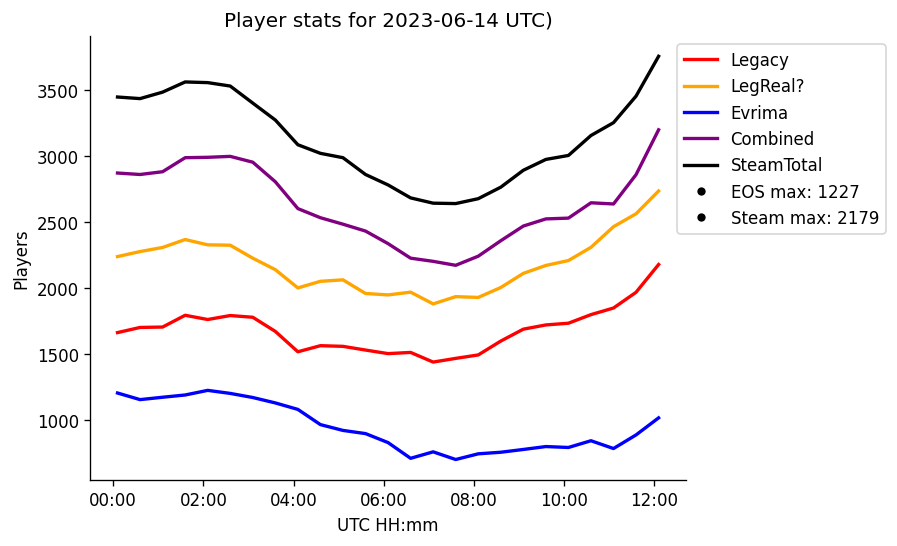 Player stats for 2023-06-14 UTC)
Players
3500
3000
2500
2000
1500
1000
00:00
02:00
04:00
06:00
08:00
10:00
12:00
UTC HH:mm
Legacy
LegReal?
Evrima
Combined
SteamTotal
EOS max: 1227
Steam max: 2179